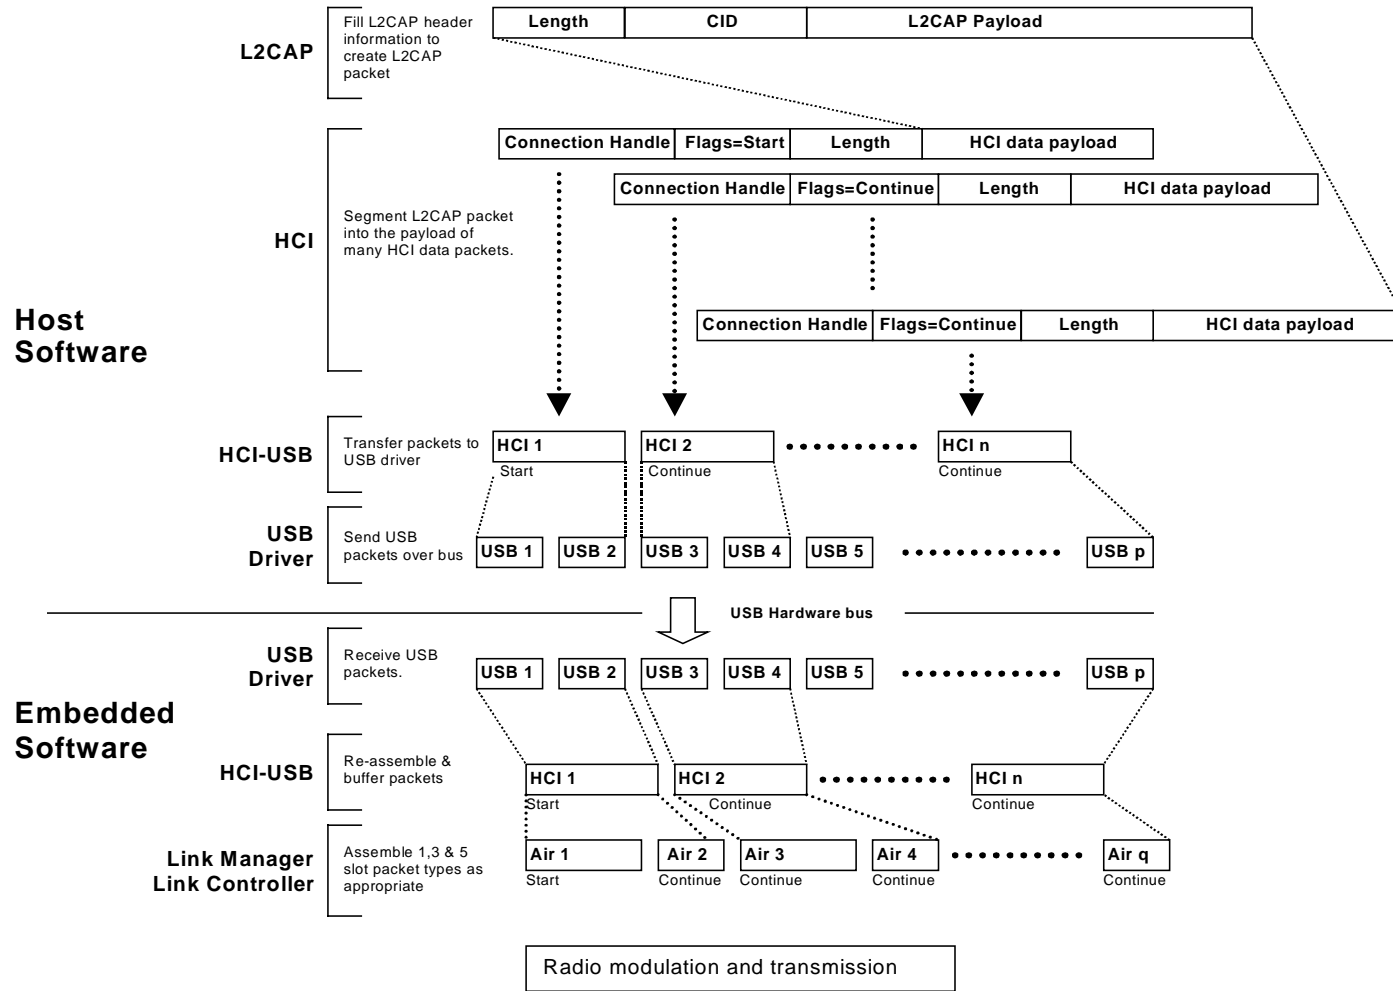 L2CAP
Fill L2CAP header
information to
create L2CAP
packet
Length CID L2CAP Payload
Connection Handle Flags=Start Length HCI data payload
Connection Handle Flags=Continue Length HCI data payload
HCI
Segment L2CAP packet
into the payload of
many HCI data packets.
Host
Software
Connection Handle Flags=Continue Length HCI data payload
HCI-USB
Transfer packets to
USB driver
HCI 1 HCI 2 HCI n
Start Continue Continue
USB
Driver
Send USB
packets over bus
USB 1 USB 2 USB 3 USB 4 USB 5 USB p
USB Hardware bus
USB
Driver
Receive USB
packets.
USB 1 USB 2 USB 3 USB 4 USB 5 USB p
Embedded
Software
HCI-USB
Re-assemble &
buffer packets
HCI 1 HCI 2 HCI n
Start Continue Continue
Link Manager
Link Controller
Assemble 1,3 & 5
slot packet types as
appropriate
Air 1 Air 2 Air 3 Air 4 Air q
Start Continue Continue Continue Continue
Radio modulation and transmission